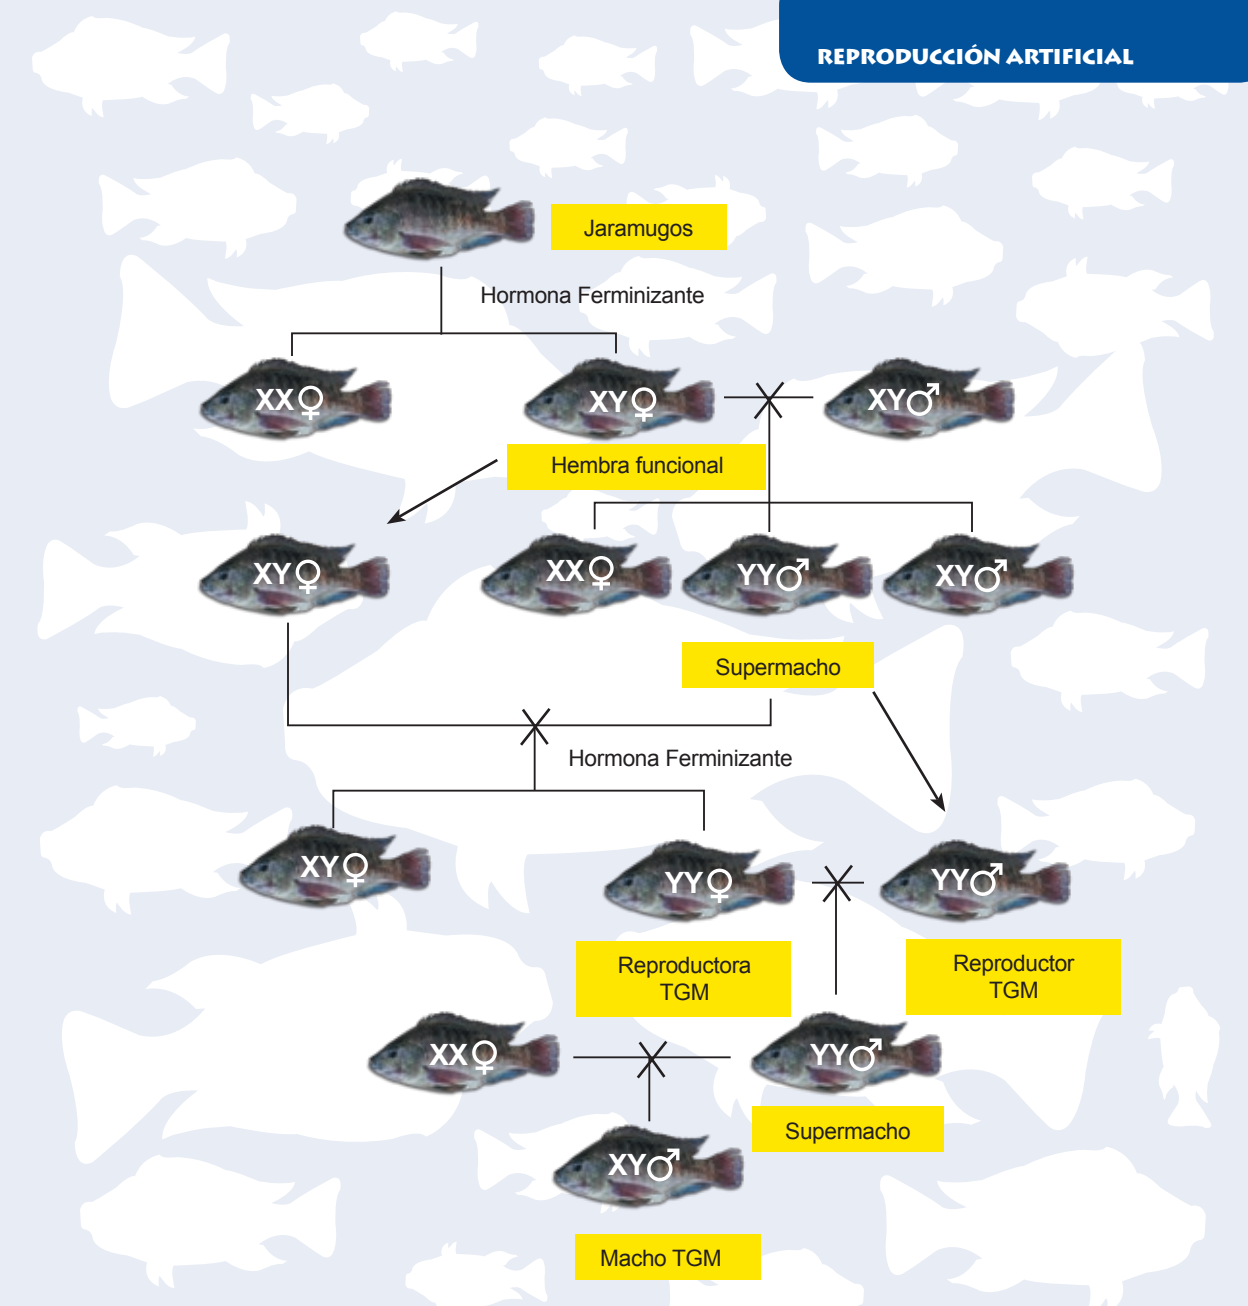 REPRODUCCIÓN ARTIFICIAL
Jaramugos
Hormona Ferminizante
XX♀
XY♀
XY♂
Hembra funcional
XY♀
XX♀
YY♂
XY♂
Supermacho
Hormona Ferminizante
XY♀
YY♀
YY♂
Reproductora
TGM
Reproductor
TGM
XX♀
YY♂
Supermacho
XY♂
Macho TGM